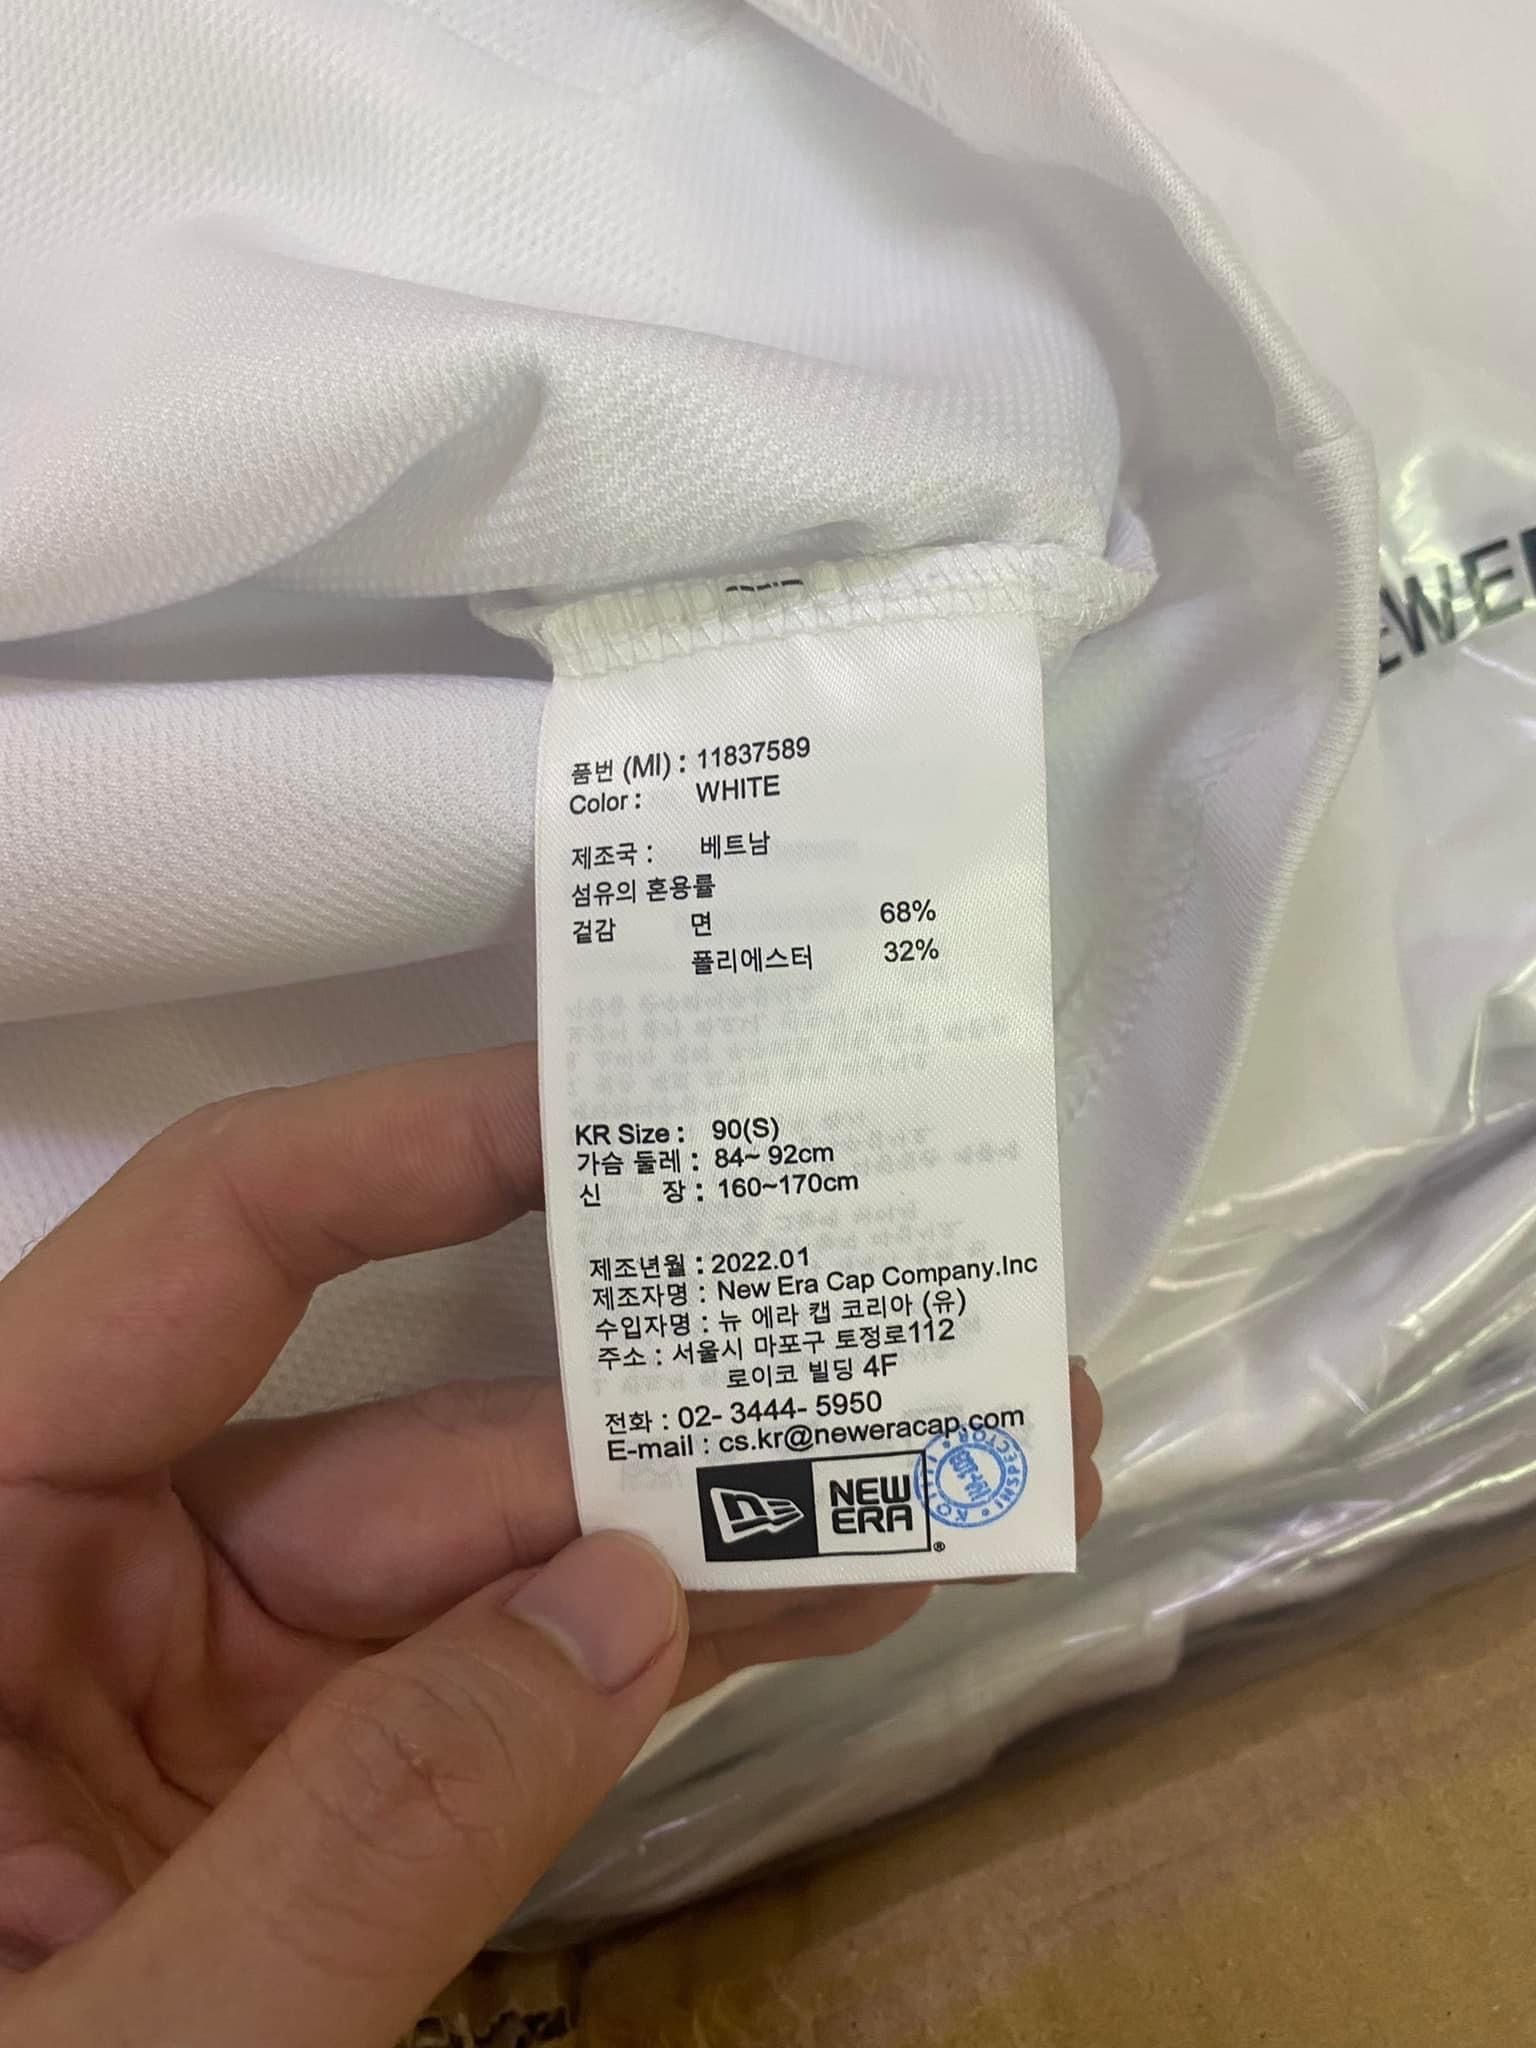 품번 (MI) : 11837589
Color : WHITE
제조국 : 베트남
섬유의 혼용률
겉감 면 68%
폴리에스터 32%
KR Size : 90(S)
가슴 둘레 : 84~ 92cm
신 장 : 160~170cm
제조년월 : 2022.01
제조자명 : New Era Cap Company.Inc
수입자명 : 뉴 에라 캡 코리아 (유)
주소 : 서울시 마포구 토정로112
로이코 빌딩 4F
전화 : 02- 3444- 5950
E-mail : cs.kr@neweracap.com
NEW
ERA
®